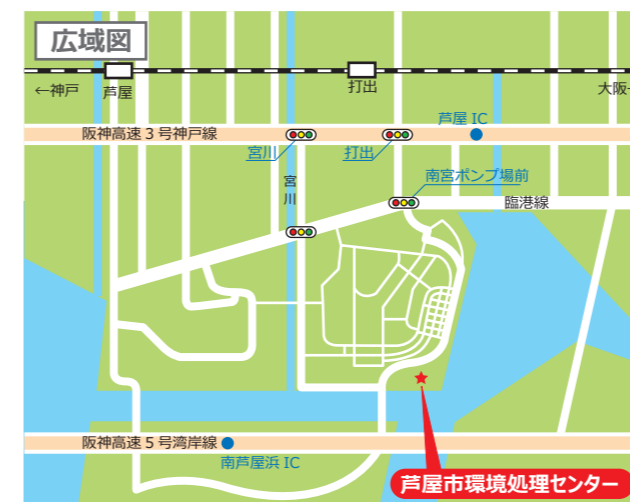 広域図
←神戸
芦屋
打出
大阪
芦屋 IC
阪神高速 3 号神戸線
宮川
打出
宮川
南宮ポンプ場前
臨港線
阪神高速 5 号湾岸線
南芦屋浜 IC
芦屋市環境処理センター